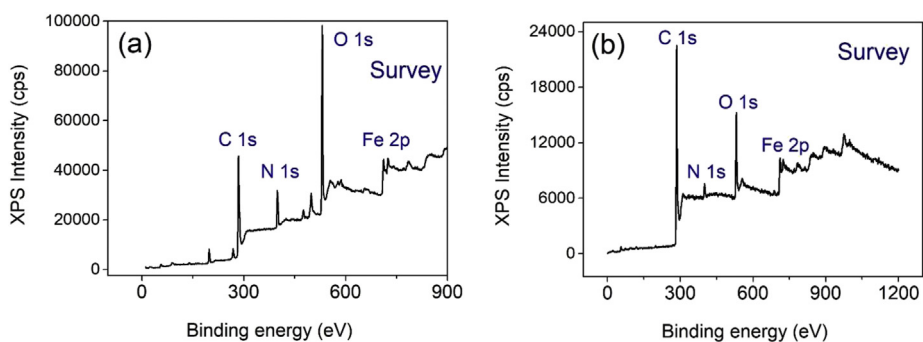 (a)
O 1s
Survey
C 1s
N 1s
Fe 2p
XPS Intensity (cps)
100000
80000
60000
40000
20000
0
0 300 600 900
Binding energy (eV)
(b)
C 1s
Survey
O 1s
N 1s
Fe 2p
XPS Intensity (cps)
24000
18000
12000
6000
0
0 300 600 900 1200
Binding energy (eV)